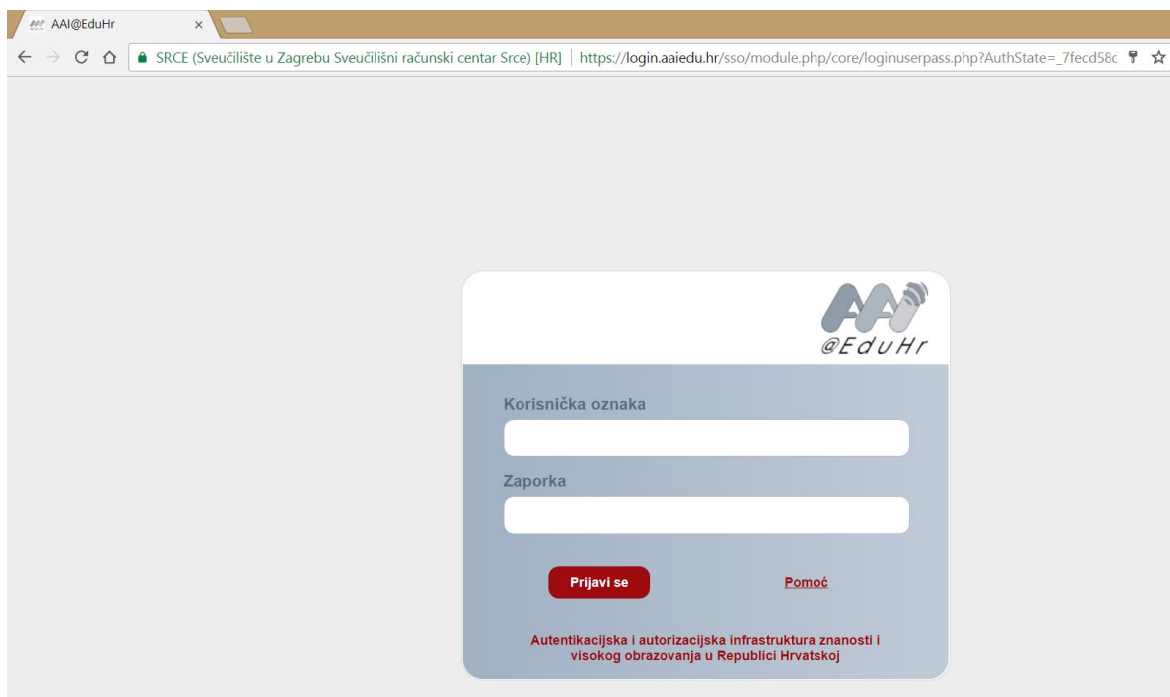 AAI@EduHr
SRCE (Sveučilište u Zagrebu Sveučilišni računski centar Srce) [HR] https://login.aaiedu.hr/sso/module.php/core/loginuserpass.php?AuthState=_7fecd58c
AAI
@EduHr
Korisnička oznaka
Zaporka
Prijavi se Pomoć
Autentikacijska i autorizacijska infrastruktura znanosti i
visokog obrazovanja u Republici Hrvatskoj